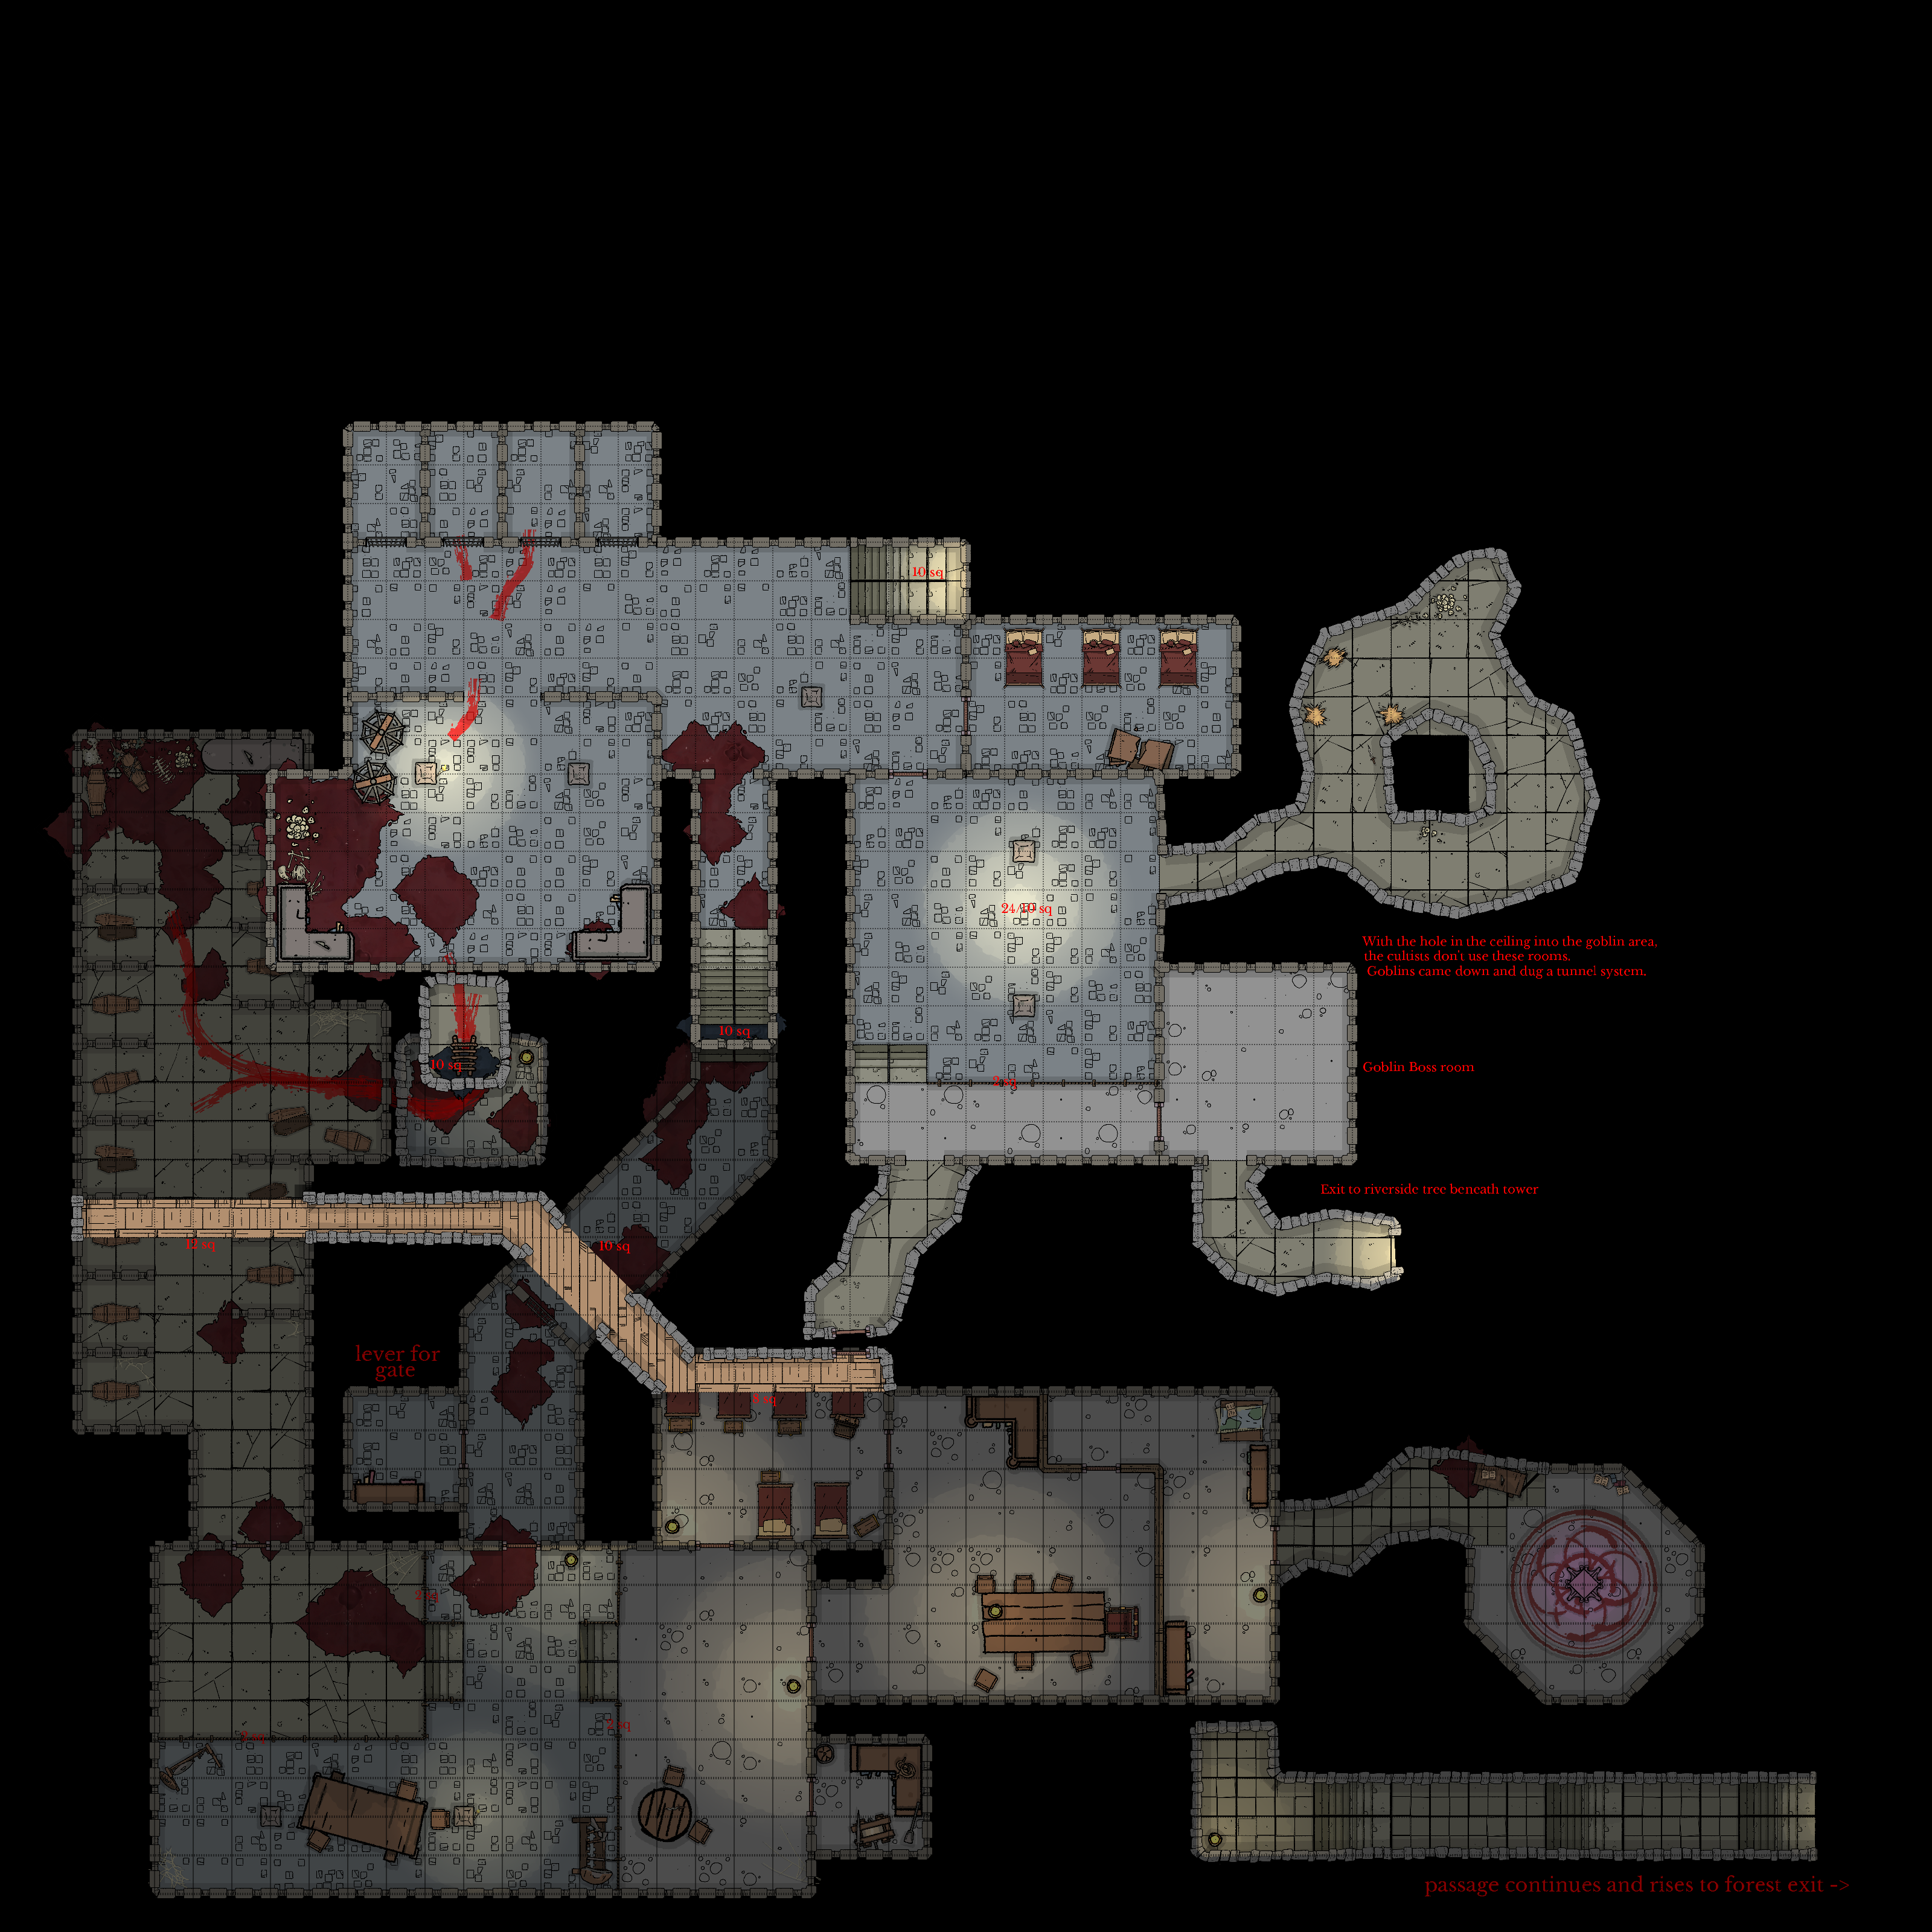 10 sq
24/20 sq
With the hole in the ceiling into the goblin area,
the cultists don't use these rooms.
Goblins came down and dug a tunnel system.
10 sq
10 sq
Goblin Boss room
2 sq
Exit to riverside tree beneath tower
12 sq
10 sq
lever for
gate
8 sq
2 sq
2 sq
2 sq
passage continues and rises to forest exit ->